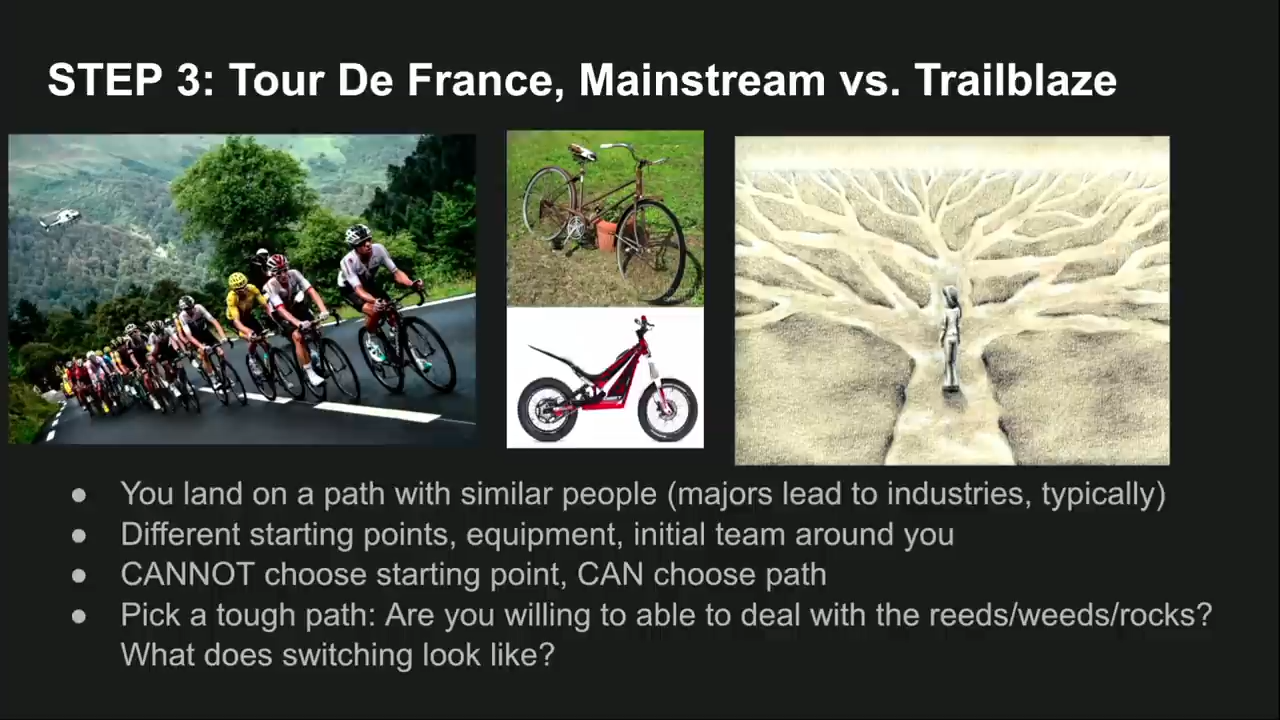 STEP 3: Tour De France, Mainstream vs. Trailblaze
● You land on a path with similar people (majors lead to industries, typically)
● Different starting points, equipment, initial team around you
● CANNOT choose starting point, CAN choose path
● Pick a tough path: Are you willing to able to deal with the reeds/weeds/rocks?
What does switching look like?